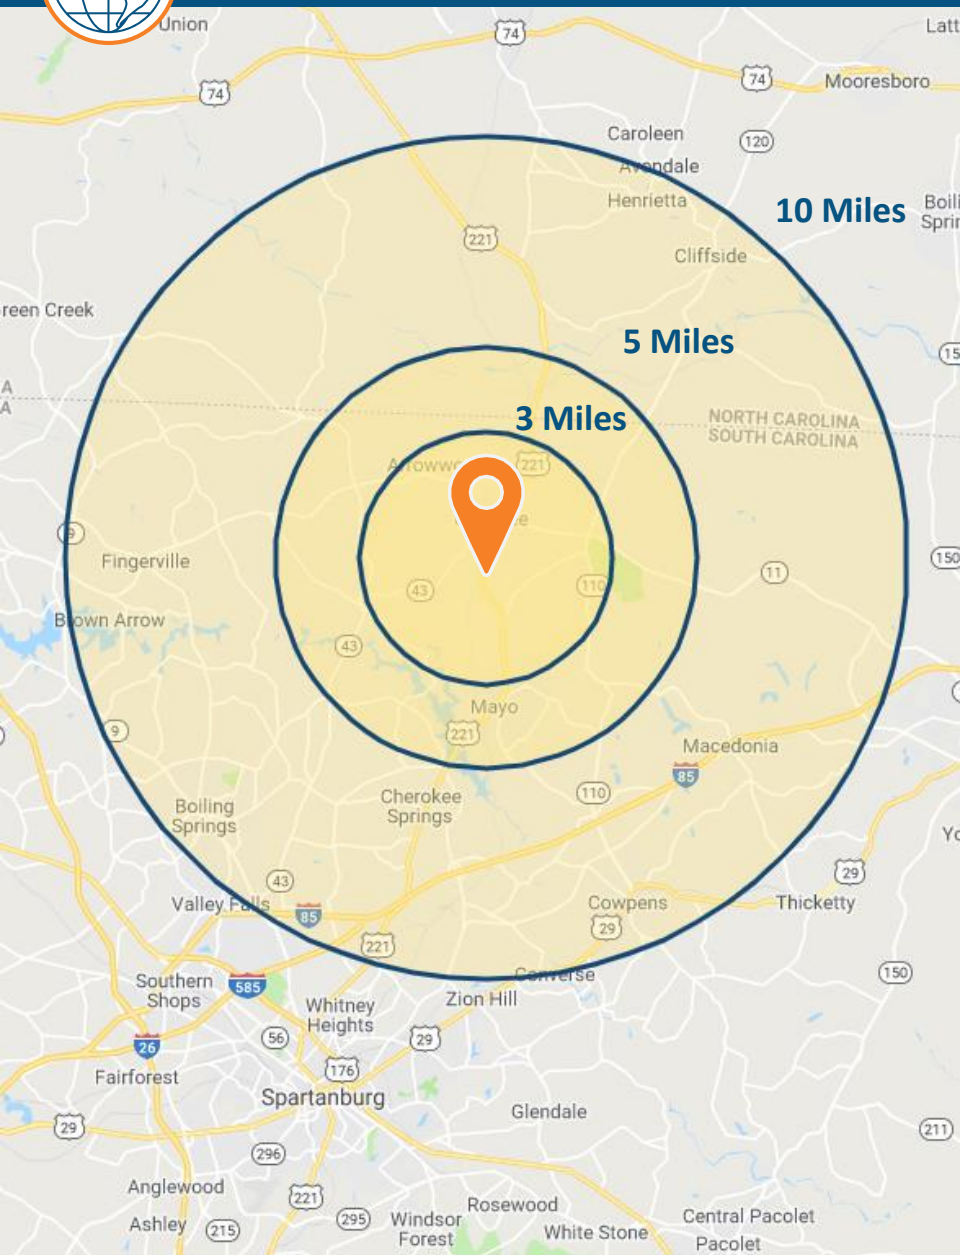 Union
74
Latt
74
74
Mooresboro
Caroleen
120
Avondale
Henrietta
10 Miles
Boili
Sprin
221
Cliffside
reen Creek
5 Miles
15
A
A
3 Miles
NORTH CAROLINA
SOUTH CAROLINA
221
9
Fingerville
11
150
43
110
Brown Arrow
43
Mayo
9
221
Macedonia
85
110
Cherokee
Springs
Boiling
Springs
Yo
29
43
Valley Falls
85
Cowpens
Thicketty
29
221
150
Converse
Southern
Shops
585
Zion Hill
Whitney
Heights
56
29
26
176
Fairforest
Spartanburg
Glendale
29
211
296
Anglewood
221
Rosewood
Ashley
215
295
Windsor
Forest
White Stone
Central Pacolet
Pacolet